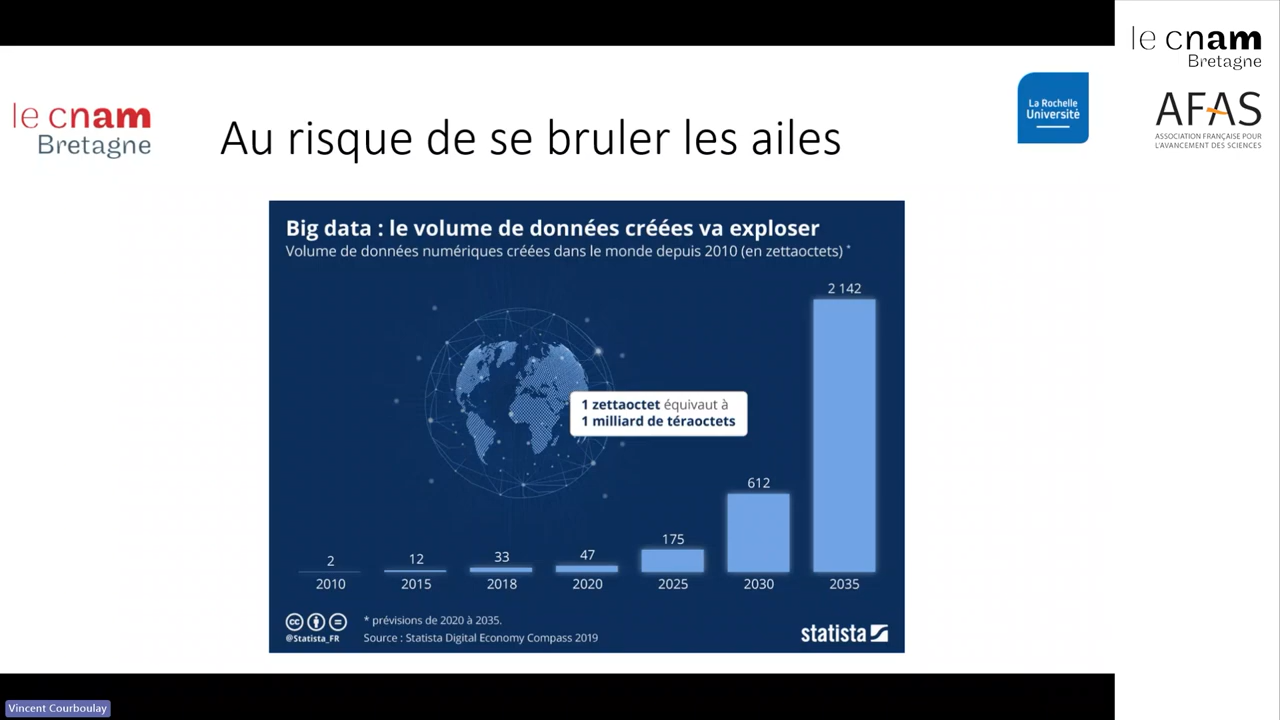 le cnam
Bretagne
Au risque de se bruler les ailes
La Rochelle
Université
le cnam
Bretagne
AFAS
ASSOCIATION FRANÇAISE POUR
L'AVANCEMENT DES SCIENCES
Big data : le volume de données créées va exploser
Volume de données numériques créées dans le monde depuis 2010 (en zettaoctets) *
1 zettaoctet équivaut à
1 milliard de téraoctets
2 12 33 47 175 612 2 142
2010 2015 2018 2020 2025 2030 2035
cc
@Statista_FR
* prévisions de 2020 à 2035.
Source : Statista Digital Economy Compass 2019
statista
Vincent Courboulay